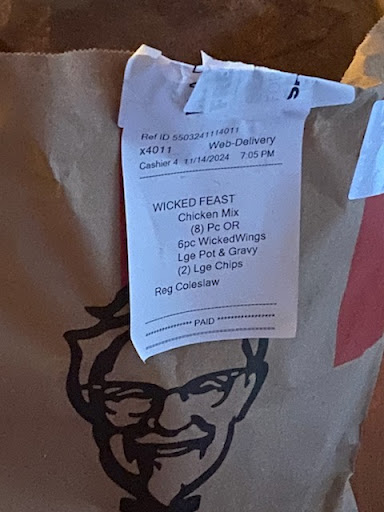 Ref ID 5503241114011
x4011 Web-Delivery
Cashier 4 11/14/2024 7:05 PM
WICKED FEAST
Chicken Mix
(8) Pc OR
6pc WickedWings
Lge Pot & Gravy
(2) Lge Chips
Reg Coleslaw
*************** PAID ******************